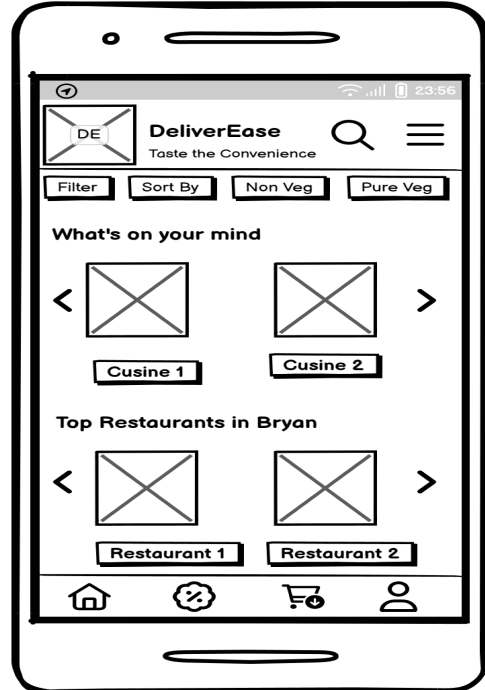 23:56
DE
DeliverEase
Taste the Convenience
Filter
Sort By
Non Veg
Pure Veg
What's on your mind
Cusine 1
Cusine 2
Top Restaurants in Bryan
Restaurant 1
Restaurant 2